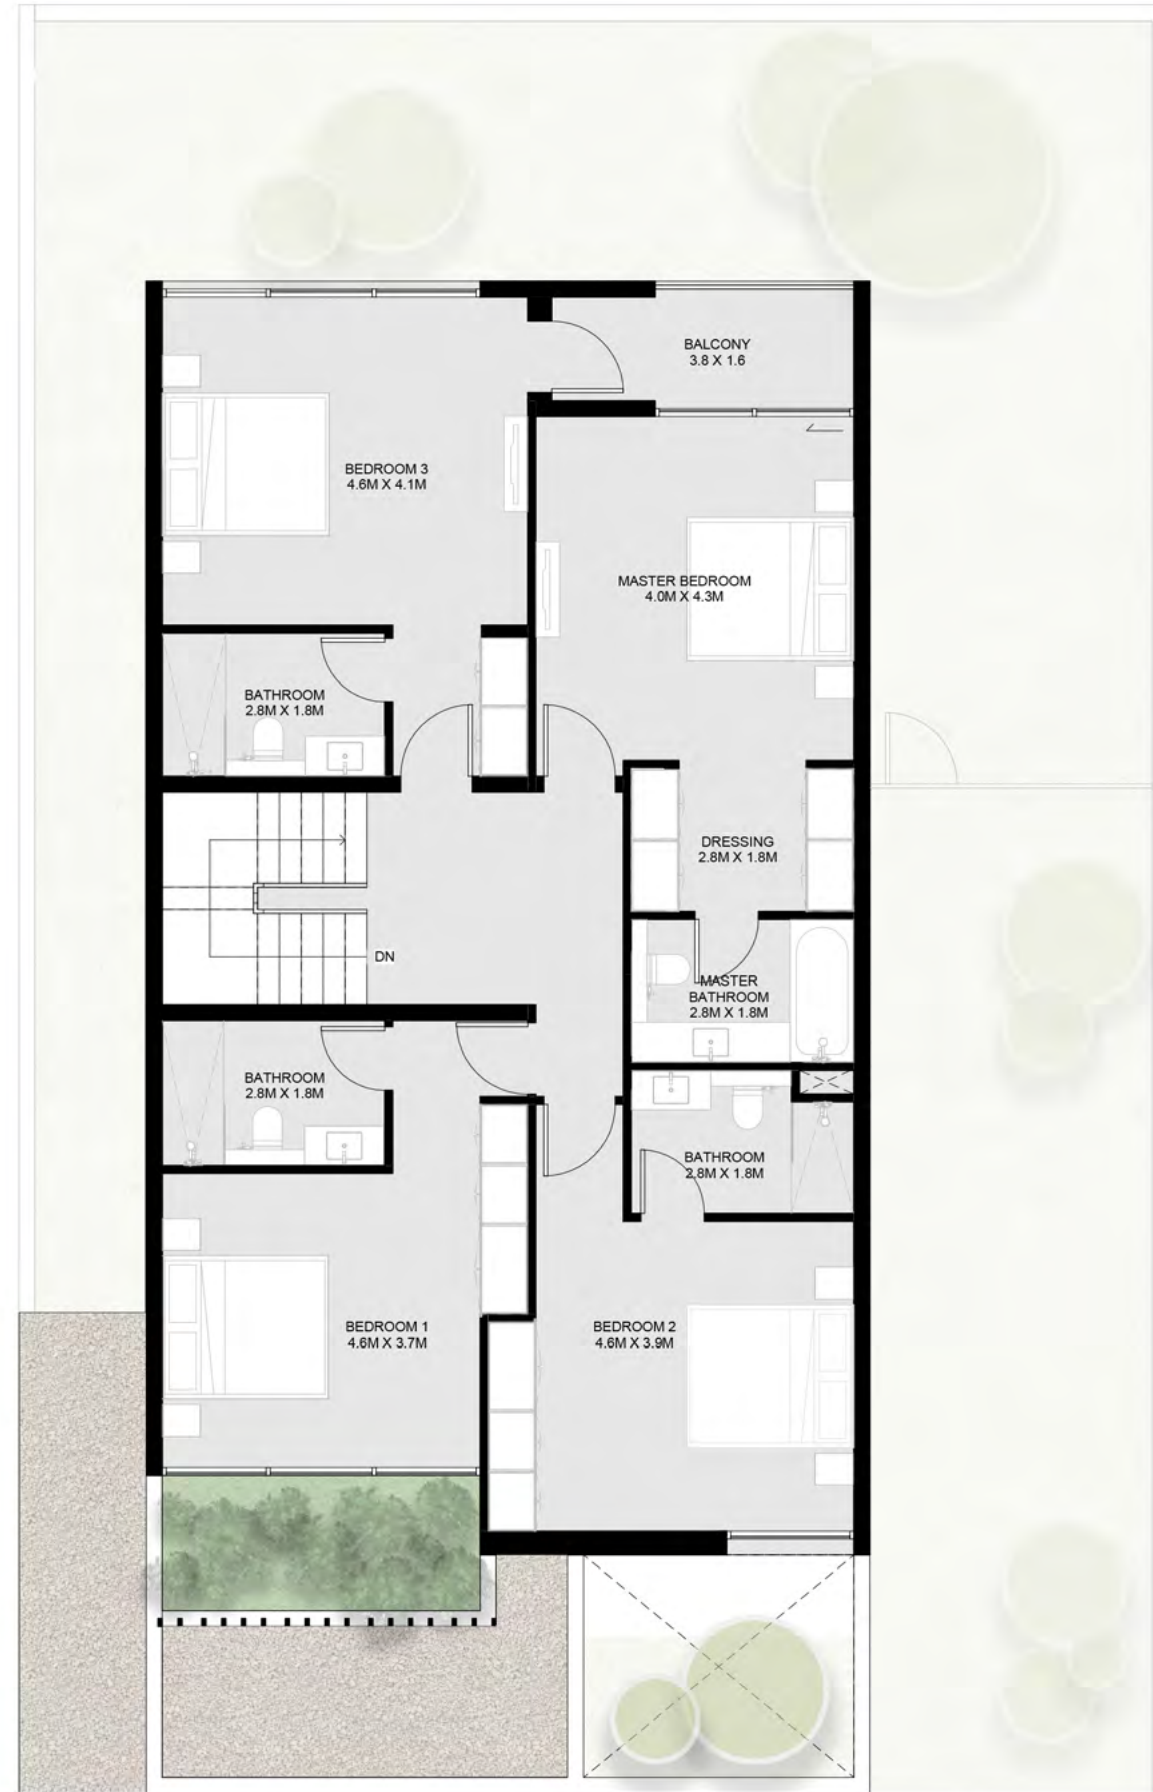 BALCONY
3.8 X 1.6
BEDROOM 3
4.6M X 4.1M
MASTER BEDROOM
4.0M X 4.3M
BATHROOM
2.8M X 1.8M
DRESSING
2.8M X 1.8M
DN
MASTER
BATHROOM
2.8M X 1.8M
BATHROOM
2.8M X 1.8M
BATHROOM
2.8M X 1.8M
BEDROOM 1
4.6M X 3.7M
BEDROOM 2
4.6M X 3.9M